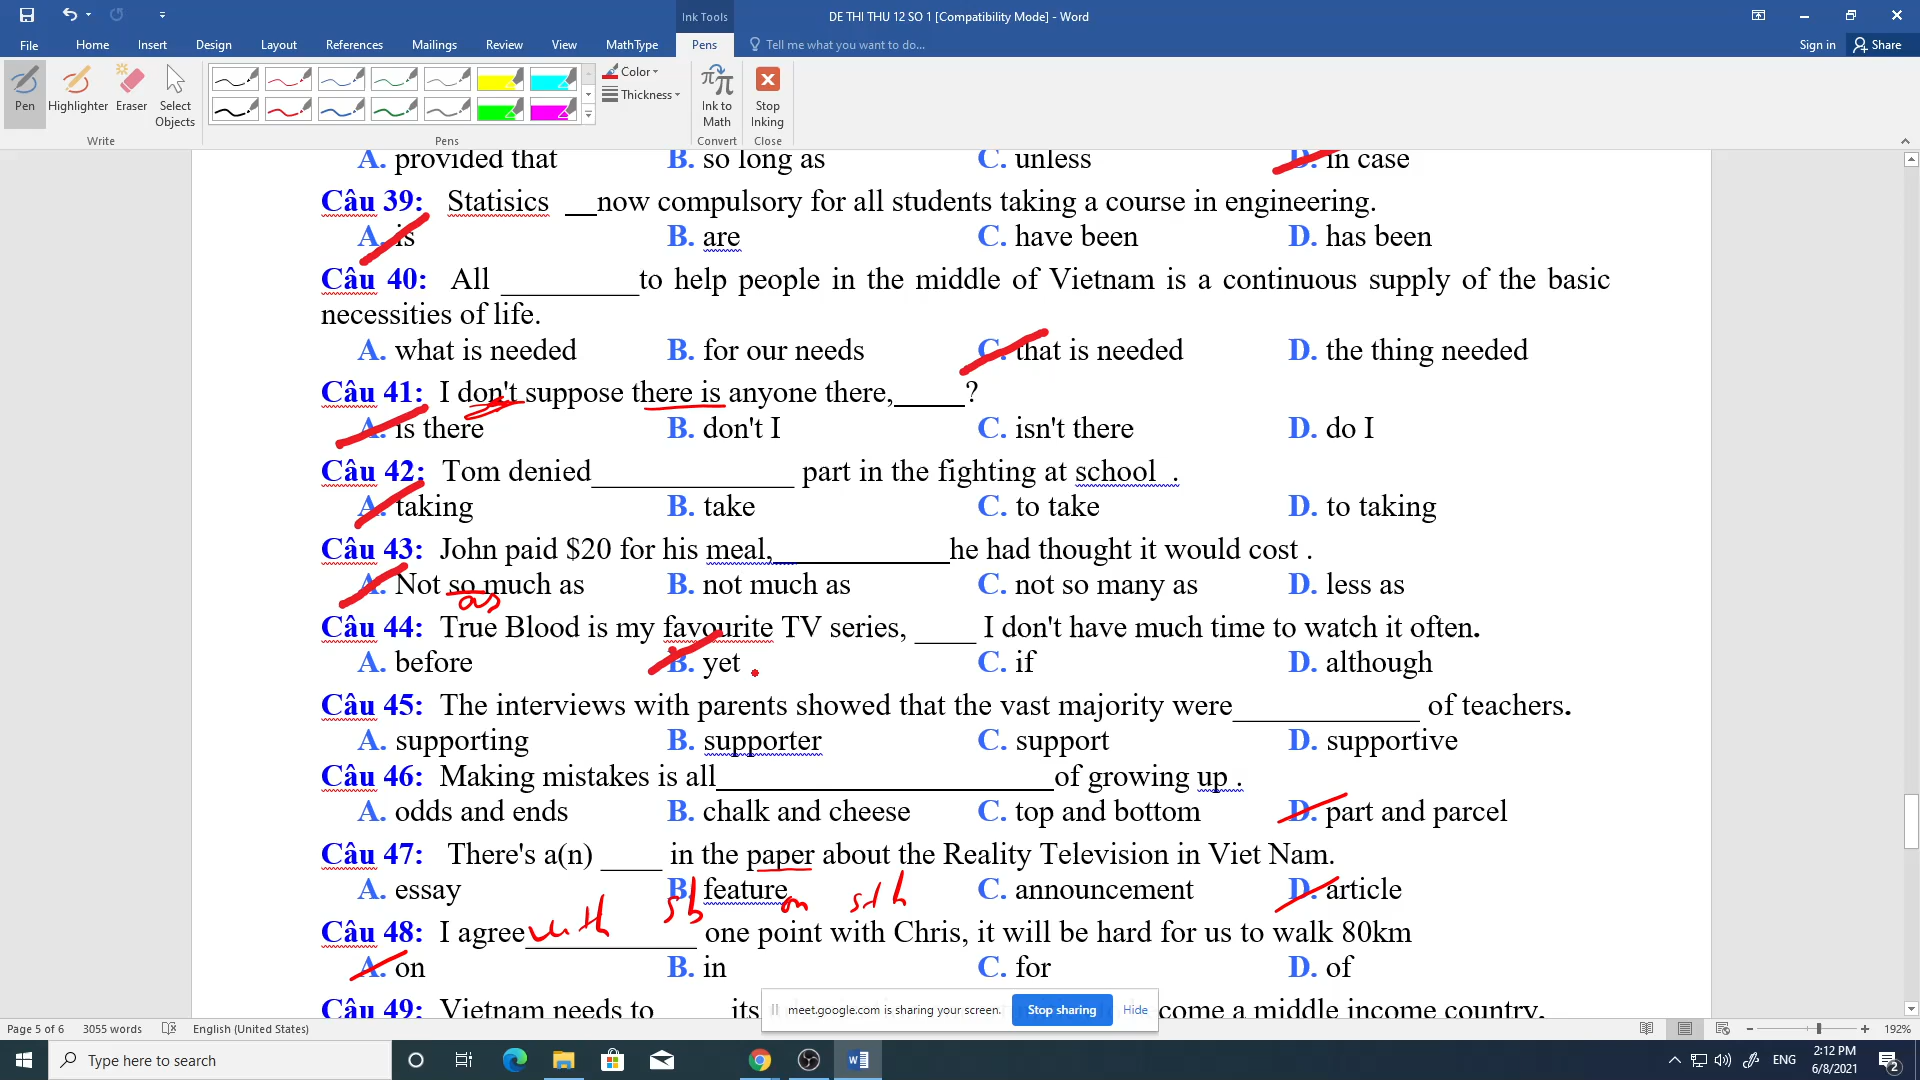 Ink Tools
DE THI THU 12 SO 1 [Compatibility Mode] - Word
File Home Insert Design Layout References Mailings Review View MathType Pens Tell me what you want to do... Sign in Share
Color
Thickness
Pen Highlighter Eraser Select Objects Ink to Math Stop Inking
Write Pens Convert Close
A. provided that B. so long as C. unless D. in case
Câu 39: Statisics __now compulsory for all students taking a course in engineering.
A. is B. are C. have been D. has been
Câu 40: All _________to help people in the middle of Vietnam is a continuous supply of the basic
necessities of life.
A. what is needed B. for our needs C. that is needed D. the thing needed
Câu 41: I don't suppose there is anyone there,_____?
A. is there B. don't I C. isn't there D. do I
Câu 42: Tom denied_____________ part in the fighting at school .
A. taking B. take C. to take D. to taking
Câu 43: John paid $20 for his meal,___________he had thought it would cost .
A. Not so much as B. not much as C. not so many as D. less as
as
Câu 44: True Blood is my favourite TV series, ____ I don't have much time to watch it often.
A. before B. yet C. if D. although
Câu 45: The interviews with parents showed that the vast majority were____________ of teachers.
A. supporting B. supporter C. support D. supportive
Câu 46: Making mistakes is all______________________of growing up .
A. odds and ends B. chalk and cheese C. top and bottom D. part and parcel
Câu 47: There's a(n) ____ in the paper about the Reality Television in Viet Nam.
A. essay B. feature C. announcement D. article
with sb on sth
Câu 48: I agree___________ one point with Chris, it will be hard for us to walk 80km
A. on B. in C. for D. of
Câu 49: Vietnam needs to its come a middle income country.
meet.google.com is sharing your screen. Stop sharing Hide
Page 5 of 6 3055 words English (United States) 192%
Type here to search
ENG
2:12 PM
6/8/2021
2